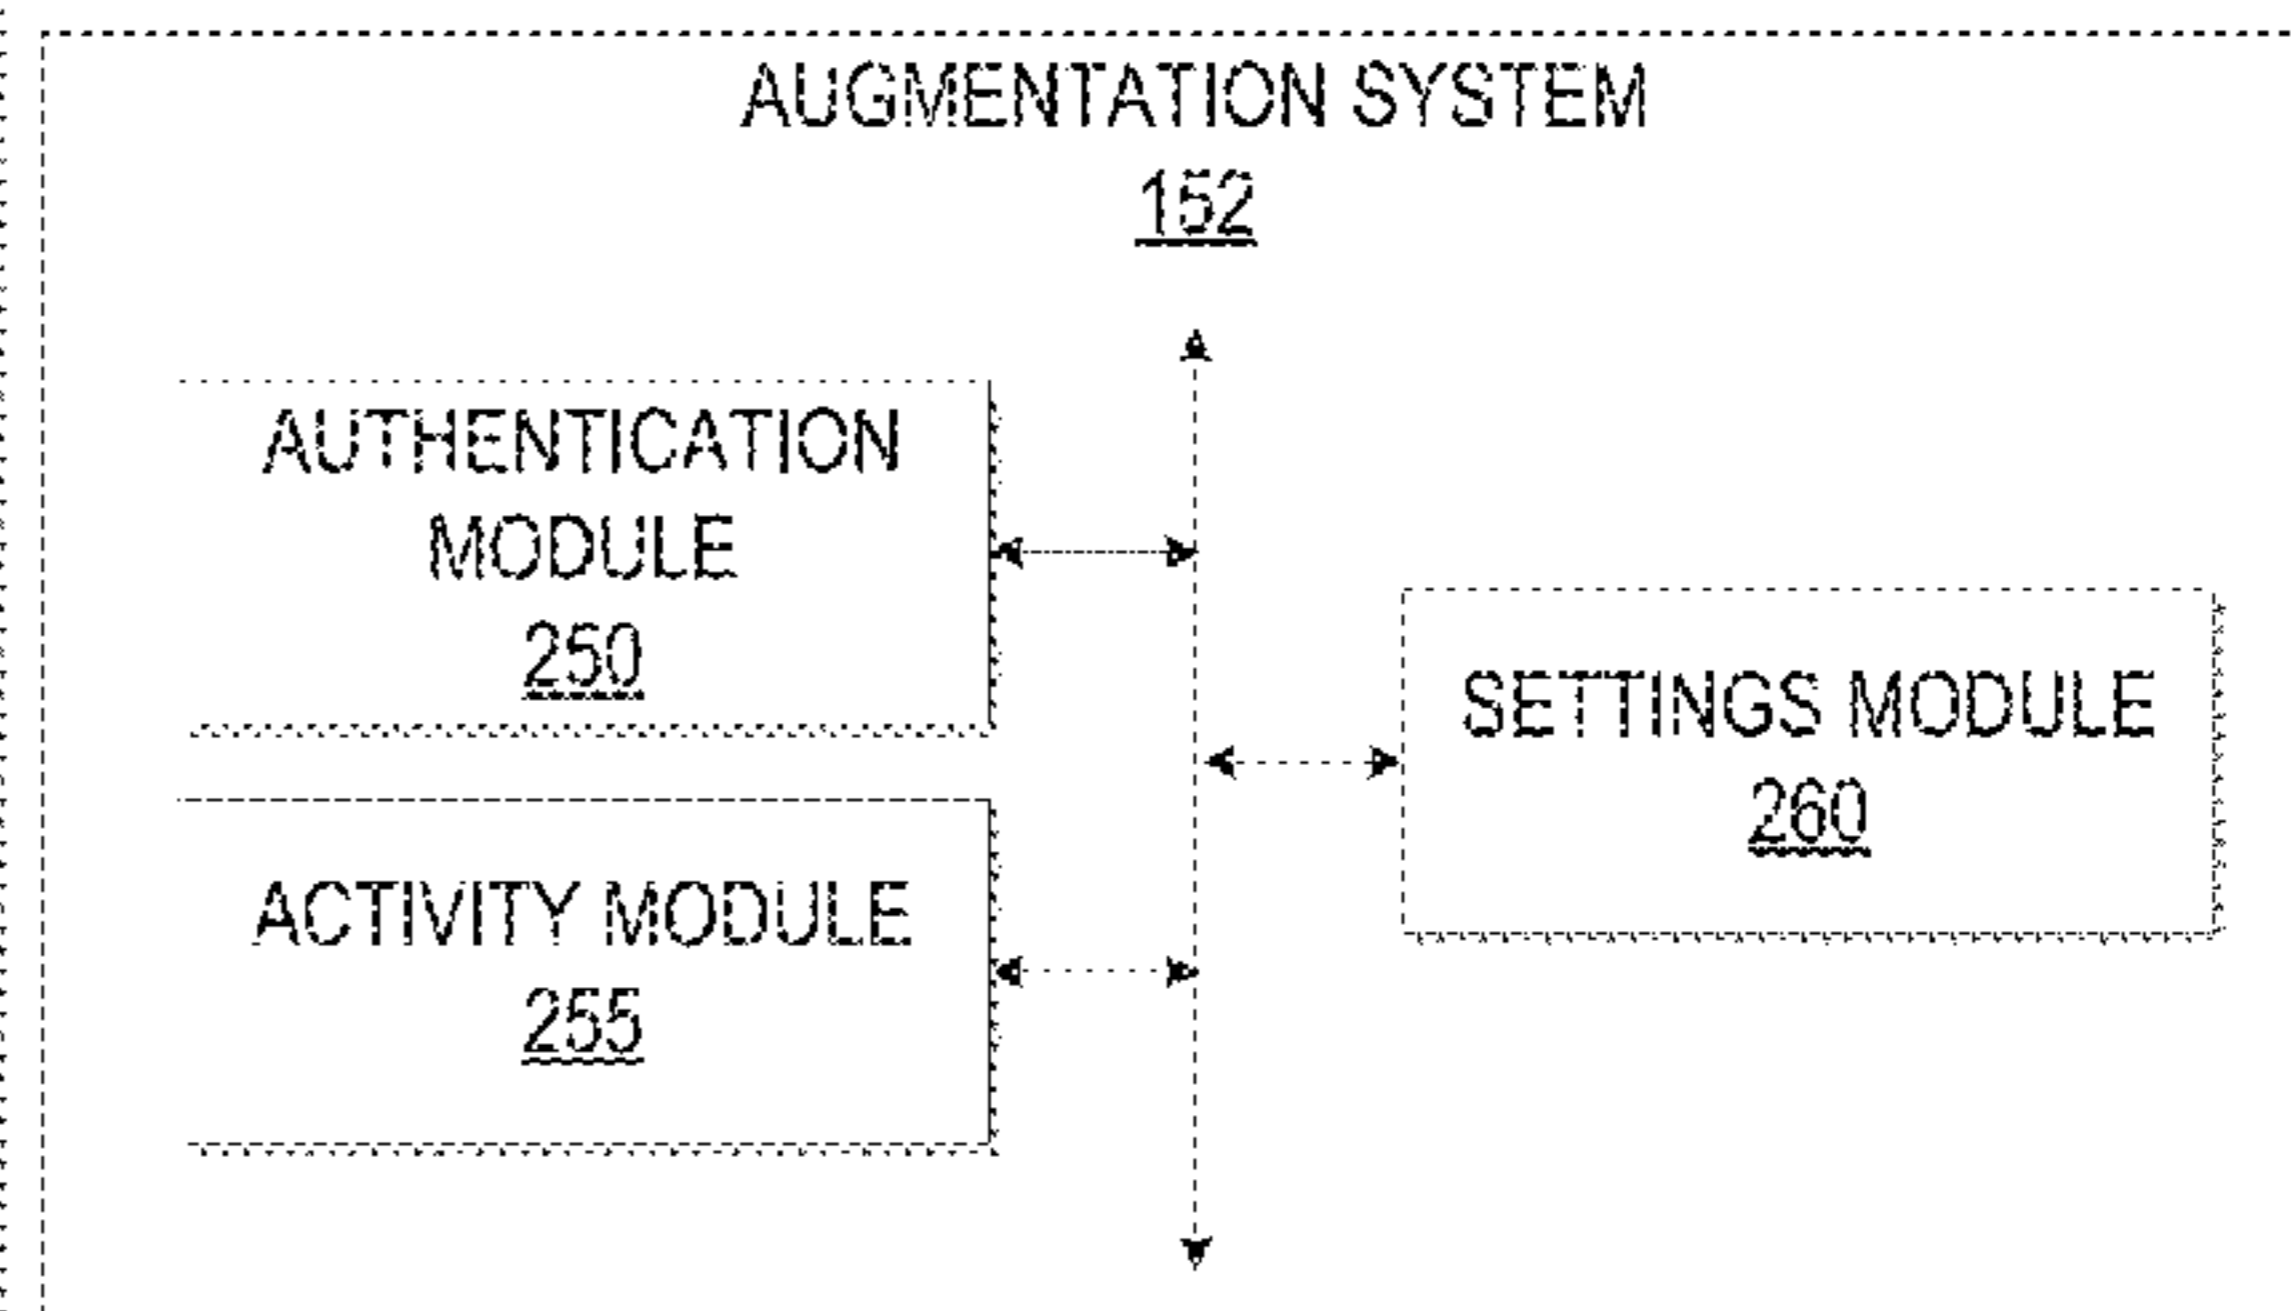 AUGMENTATION SYSTEM
152
AUTHENTICATION
MODULE
250
SETTINGS MODULE
260
ACTIVITY MODULE
255